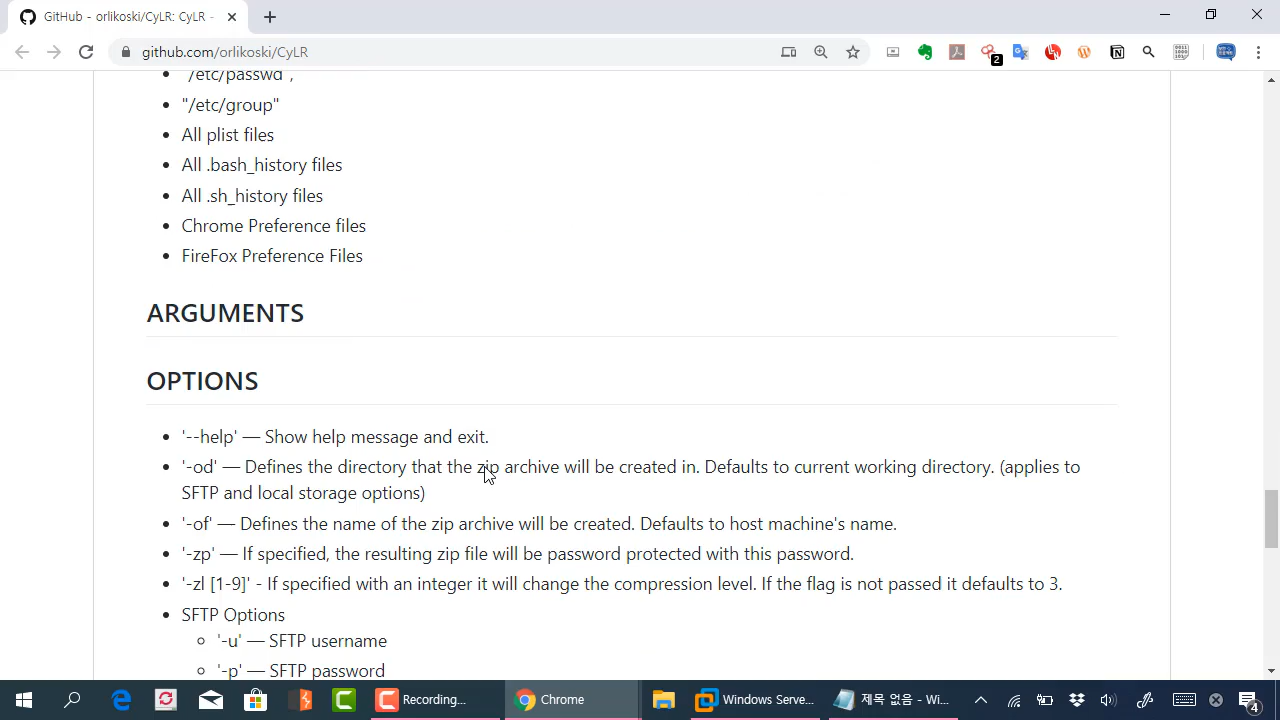 GitHub - orlikoski/CyLR: CyLR -
github.com/orlikoski/CyLR
2
"/etc/passwd",
"/etc/group"
All plist files
All .bash_history files
All .sh_history files
Chrome Preference files
FireFox Preference Files
ARGUMENTS
OPTIONS
'--help' — Show help message and exit.
'-od' — Defines the directory that the zip archive will be created in. Defaults to current working directory. (applies to
SFTP and local storage options)
'-of' — Defines the name of the zip archive will be created. Defaults to host machine's name.
'-zp' — If specified, the resulting zip file will be password protected with this password.
'-zl [1-9]' - If specified with an integer it will change the compression level. If the flag is not passed it defaults to 3.
SFTP Options
'-u' — SFTP username
'-p' — SFTP password
Recording...
Chrome
Windows Serve...
제목 없음 - Wi...
4